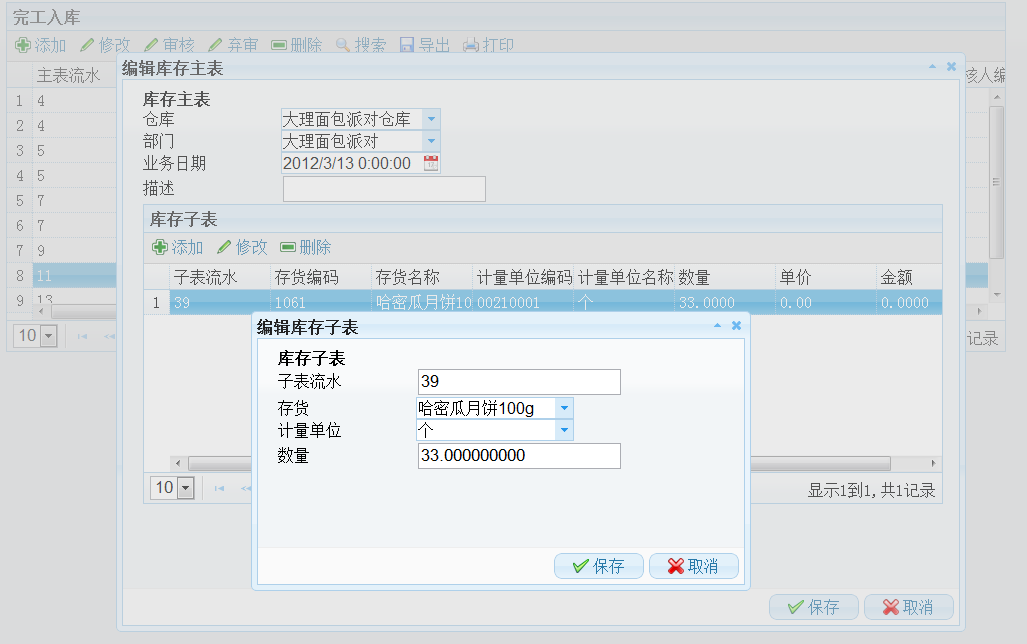 完工入库
添加 修改 审核 弃审 删除 搜索 导出 打印
主表流水
核人编
1 4
2 4
3 5
4 5
5 7
6 7
7 9
8 11
9 13
10
记录
编辑库存主表
库存主表
仓库 大理面包派对仓库
部门 大理面包派对
业务日期 2012/3/13 0:00:00
描述
库存子表
添加 修改 删除
子表流水 存货编码 存货名称 计量单位编码 计量单位名称 数量 单价 金额
1 39 1061 哈密瓜月饼10 00210001 个 33.0000 0.00 0.0000
10
显示1到1, 共1记录
编辑库存子表
库存子表
子表流水 39
存货 哈密瓜月饼100g
计量单位 个
数量 33.000000000
保存 取消
保存 取消